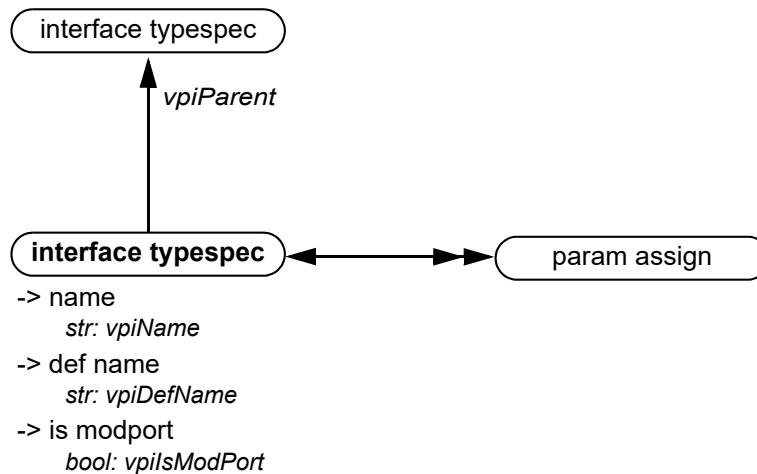 interface typespec
vpiParent
interface typespec
param assign
-> name
str: vpiName
-> def name
str: vpiDefName
-> is modport
bool: vpiIsModPort